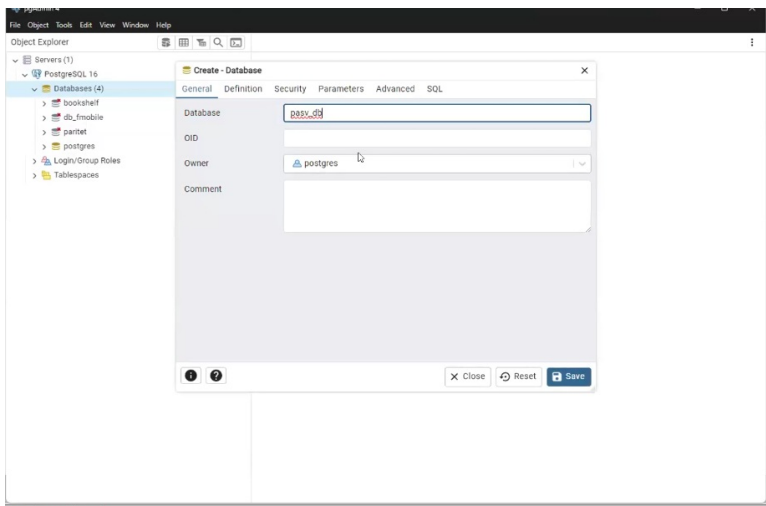 pgAdmin 4
File Object Tools Edit View Window Help
Object Explorer
Servers (1)
PostgreSQL 16
Databases (4)
bookshelf
db_fmobile
paritet
postgres
Login/Group Roles
Tablespaces
Create - Database
General Definition Security Parameters Advanced SQL
Database pasv_db
OID
Owner postgres
Comment
Close Reset Save